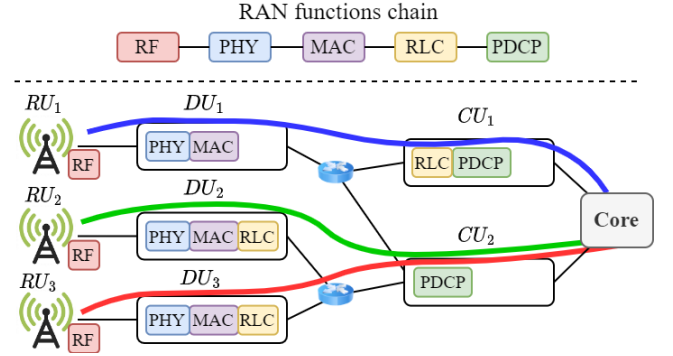 RAN functions chain
RF PHY MAC RLC PDCP
RU1 DU1 CU1
PHY MAC RLC PDCP
RF
RU2 DU2 Core
CU2
PHY MAC RLC
RF
RU3 DU3 PDCP
PHY MAC RLC
RF